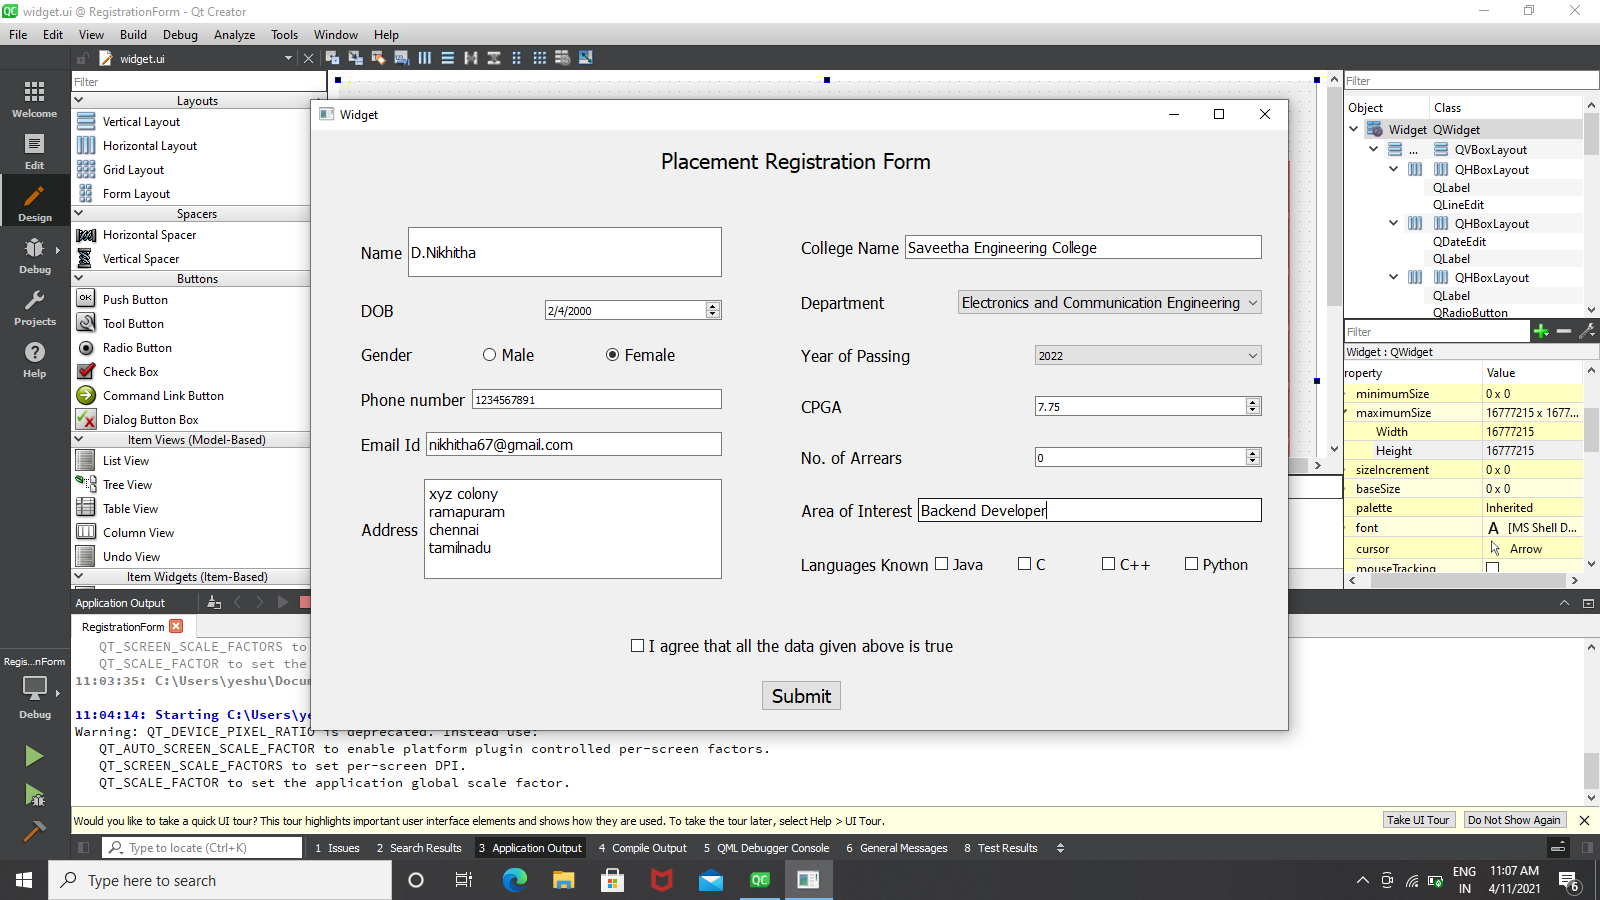 widget.ui @ RegistrationForm - Qt Creator
File Edit View Build Debug Analyze Tools Window Help
widget.ui
Filter
Layouts
Vertical Layout
Horizontal Layout
Grid Layout
Form Layout
Spacers
Horizontal Spacer
Vertical Spacer
Buttons
Push Button
Tool Button
Radio Button
Check Box
Command Link Button
Dialog Button Box
Item Views (Model-Based)
List View
Tree View
Table View
Column View
Undo View
Item Widgets (Item-Based)
Welcome
Edit
Design
Debug
Projects
Help
Regis...nForm
Debug
Widget
Placement Registration Form
Name D.Nikhitha
DOB 2/4/2000
Gender Male Female
Phone number 1234567891
Email Id nikhitha67@gmail.com
Address
xyz colony
ramapuram
chennai
tamilnadu
College Name Saveetha Engineering College
Department Electronics and Communication Engineering
Year of Passing 2022
CPGA 7.75
No. of Arrears 0
Area of Interest Backend Developer
Languages Known Java C C++ Python
I agree that all the data given above is true
Submit
Filter
Object Class
Widget QWidget
... QVBoxLayout
QHBoxLayout
QLabel
QLineEdit
QHBoxLayout
QDateEdit
QLabel
QHBoxLayout
QLabel
QRadioButton
Filter
Widget : QWidget
roperty Value
minimumSize 0 x 0
maximumSize 16777215 x 1677...
Width 16777215
Height 16777215
sizeIncrement 0 x 0
baseSize 0 x 0
palette Inherited
font A [MS Shell D...
cursor Arrow
mouseTracking
Application Output
RegistrationForm
QT_SCREEN_SCALE_FACTORS to
QT_SCALE_FACTOR to set the
11:03:35: C:\Users\yeshu\Docum
11:04:14: Starting C:\Users\ye
Warning: QT_DEVICE_PIXEL_RATIO is deprecated. Instead use:
QT_AUTO_SCREEN_SCALE_FACTOR to enable platform plugin controlled per-screen factors.
QT_SCREEN_SCALE_FACTORS to set per-screen DPI.
QT_SCALE_FACTOR to set the application global scale factor.
Would you like to take a quick UI tour? This tour highlights important user interface elements and shows how they are used. To take the tour later, select Help > UI Tour.
Take UI Tour Do Not Show Again
Type to locate (Ctrl+K) 1 Issues 2 Search Results 3 Application Output 4 Compile Output 5 QML Debugger Console 6 General Messages 8 Test Results
Type here to search
QC
ENG
IN
11:07 AM
4/11/2021
6